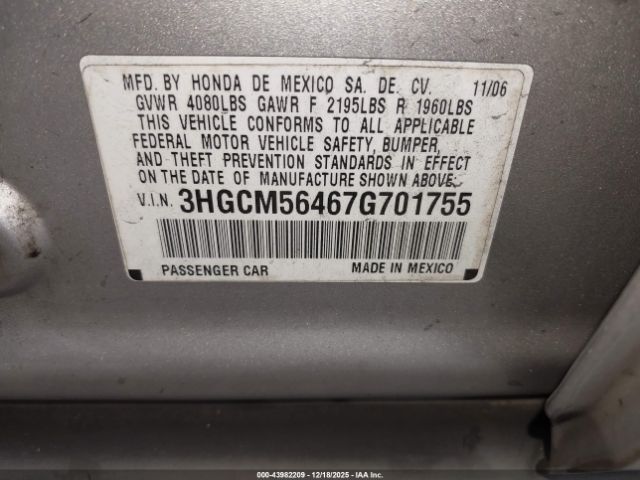 MFD. BY HONDA DE MEXICO SA. DE. CV. 11/06
GVWR 4080LBS GAWR F 2195LBS R 1960LBS
THIS VEHICLE CONFORMS TO ALL APPLICABLE
FEDERAL MOTOR VEHICLE SAFETY, BUMPER,
AND THEFT PREVENTION STANDARDS IN EFFECT
ON THE DATE OF MANUFACTURE SHOWN ABOVE.
V.I.N. 3HGCM56467G701755
PASSENGER CAR MADE IN MEXICO
000-43982209 - 12/18/2025 - IAA Inc.